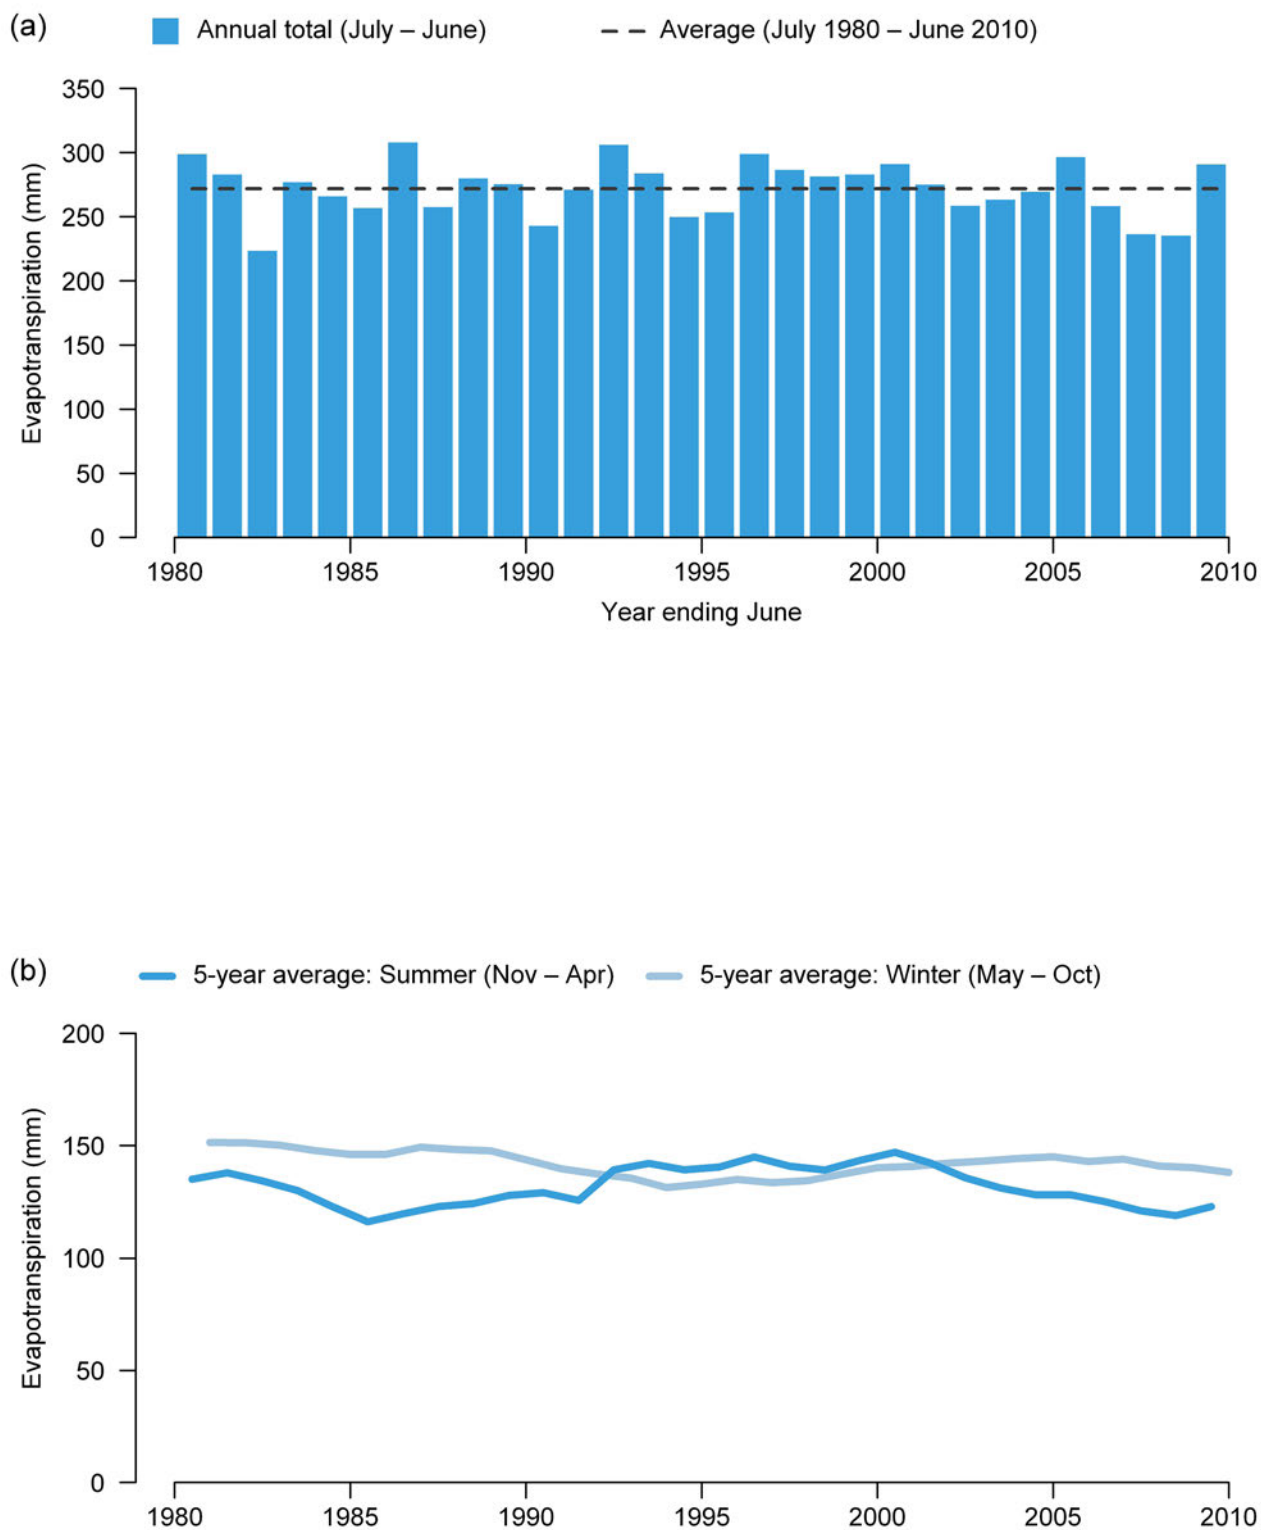 (a)
Annual total (July – June)
Average (July 1980 – June 2010)
350
300
250
200
150
100
50
0
Evapotranspiration (mm)
1980 1985 1990 1995 2000 2005 2010
Year ending June
(b)
5-year average: Summer (Nov – Apr)
5-year average: Winter (May – Oct)
200
150
100
50
0
Evapotranspiration (mm)
1980 1985 1990 1995 2000 2005 2010